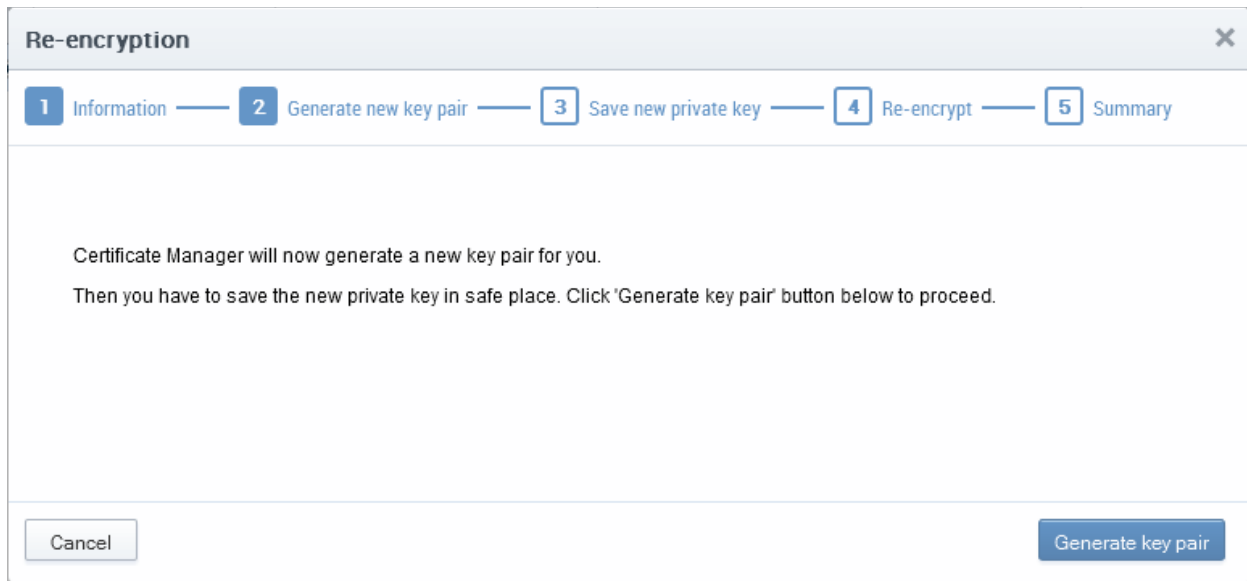 Re-encryption
1 Information 2 Generate new key pair 3 Save new private key 4 Re-encrypt 5 Summary
Certificate Manager will now generate a new key pair for you.
Then you have to save the new private key in safe place. Click 'Generate key pair' button below to proceed.
Cancel Generate key pair